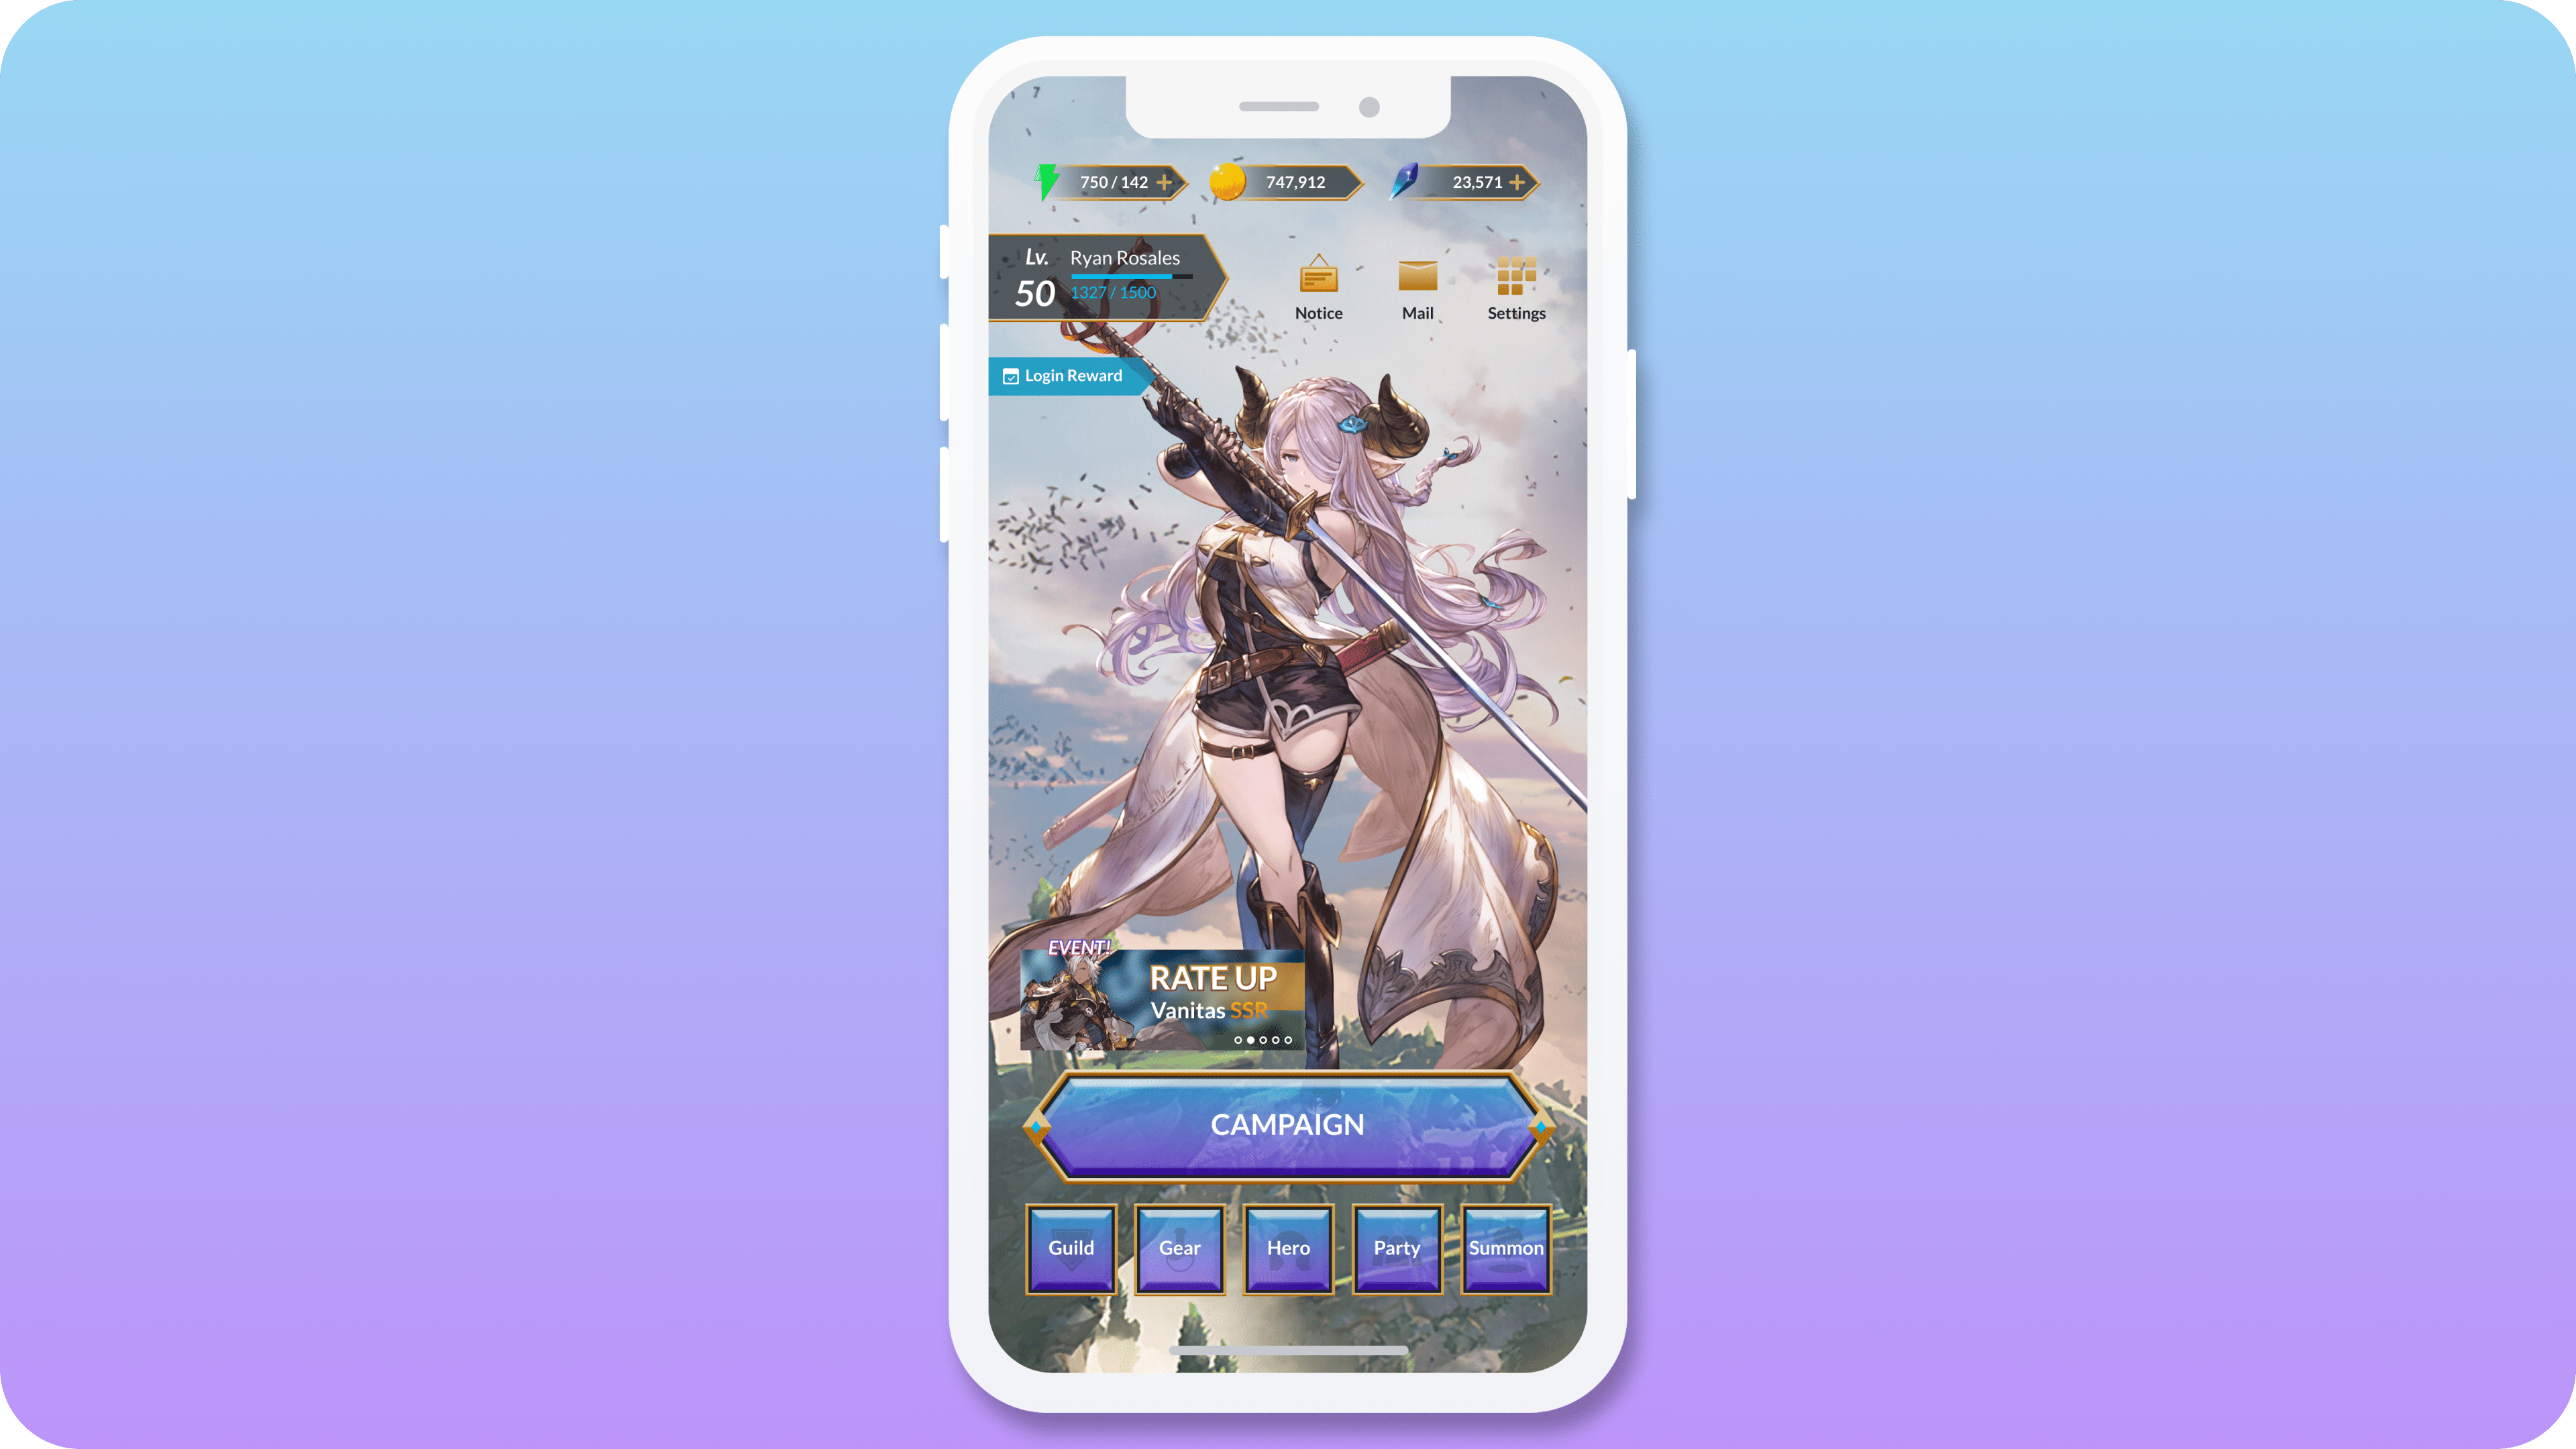 750 / 142
747,912
23,571
Lv.
50
Ryan Rosales
1327 / 1500
Notice
Mail
Settings
Login Reward
EVENT!
RATE UP
Vanitas SSR
CAMPAIGN
Guild
Gear
Hero
Party
Summon